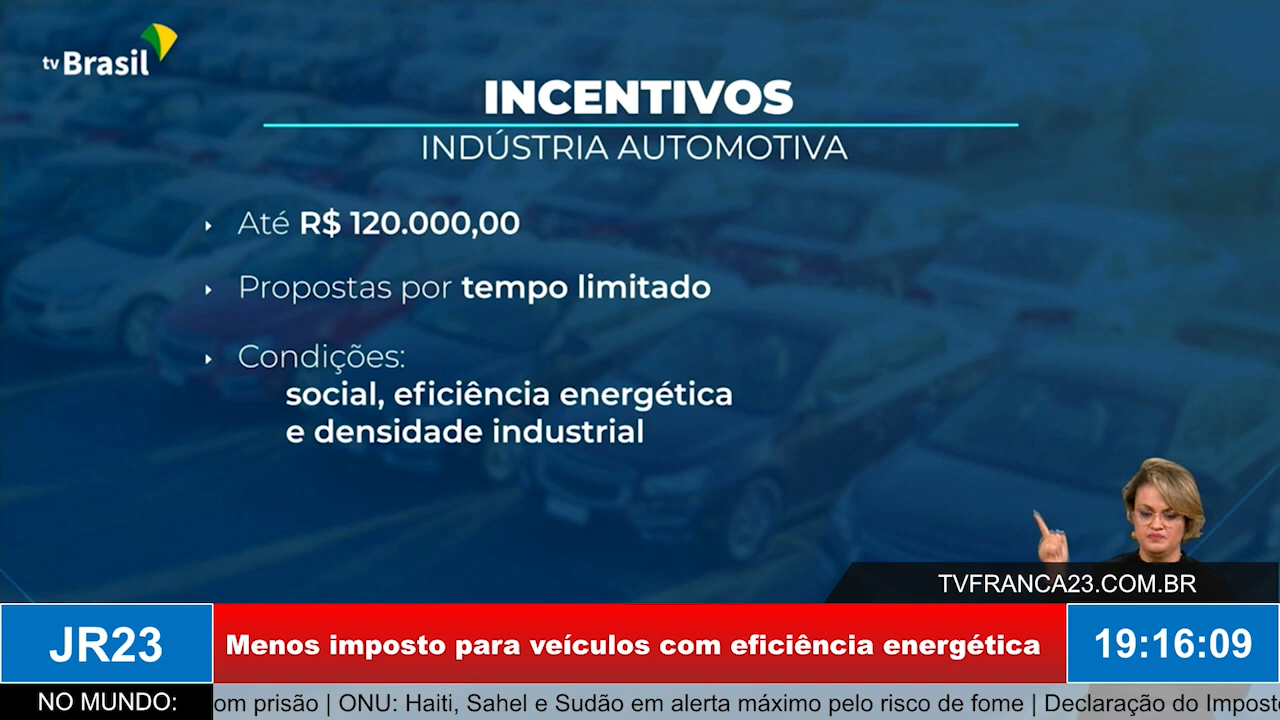 tv Brasil
INCENTIVOS
INDÚSTRIA AUTOMOTIVA
Até R$ 120.000,00
Propostas por tempo limitado
Condições:
social, eficiência energética
e densidade industrial
TVFRANCA23.COM.BR
JR23
Menos imposto para veículos com eficiência energética
19:16:09
NO MUNDO:
om prisão | ONU: Haiti, Sahel e Sudão em alerta máximo pelo risco de fome | Declaração do Impost